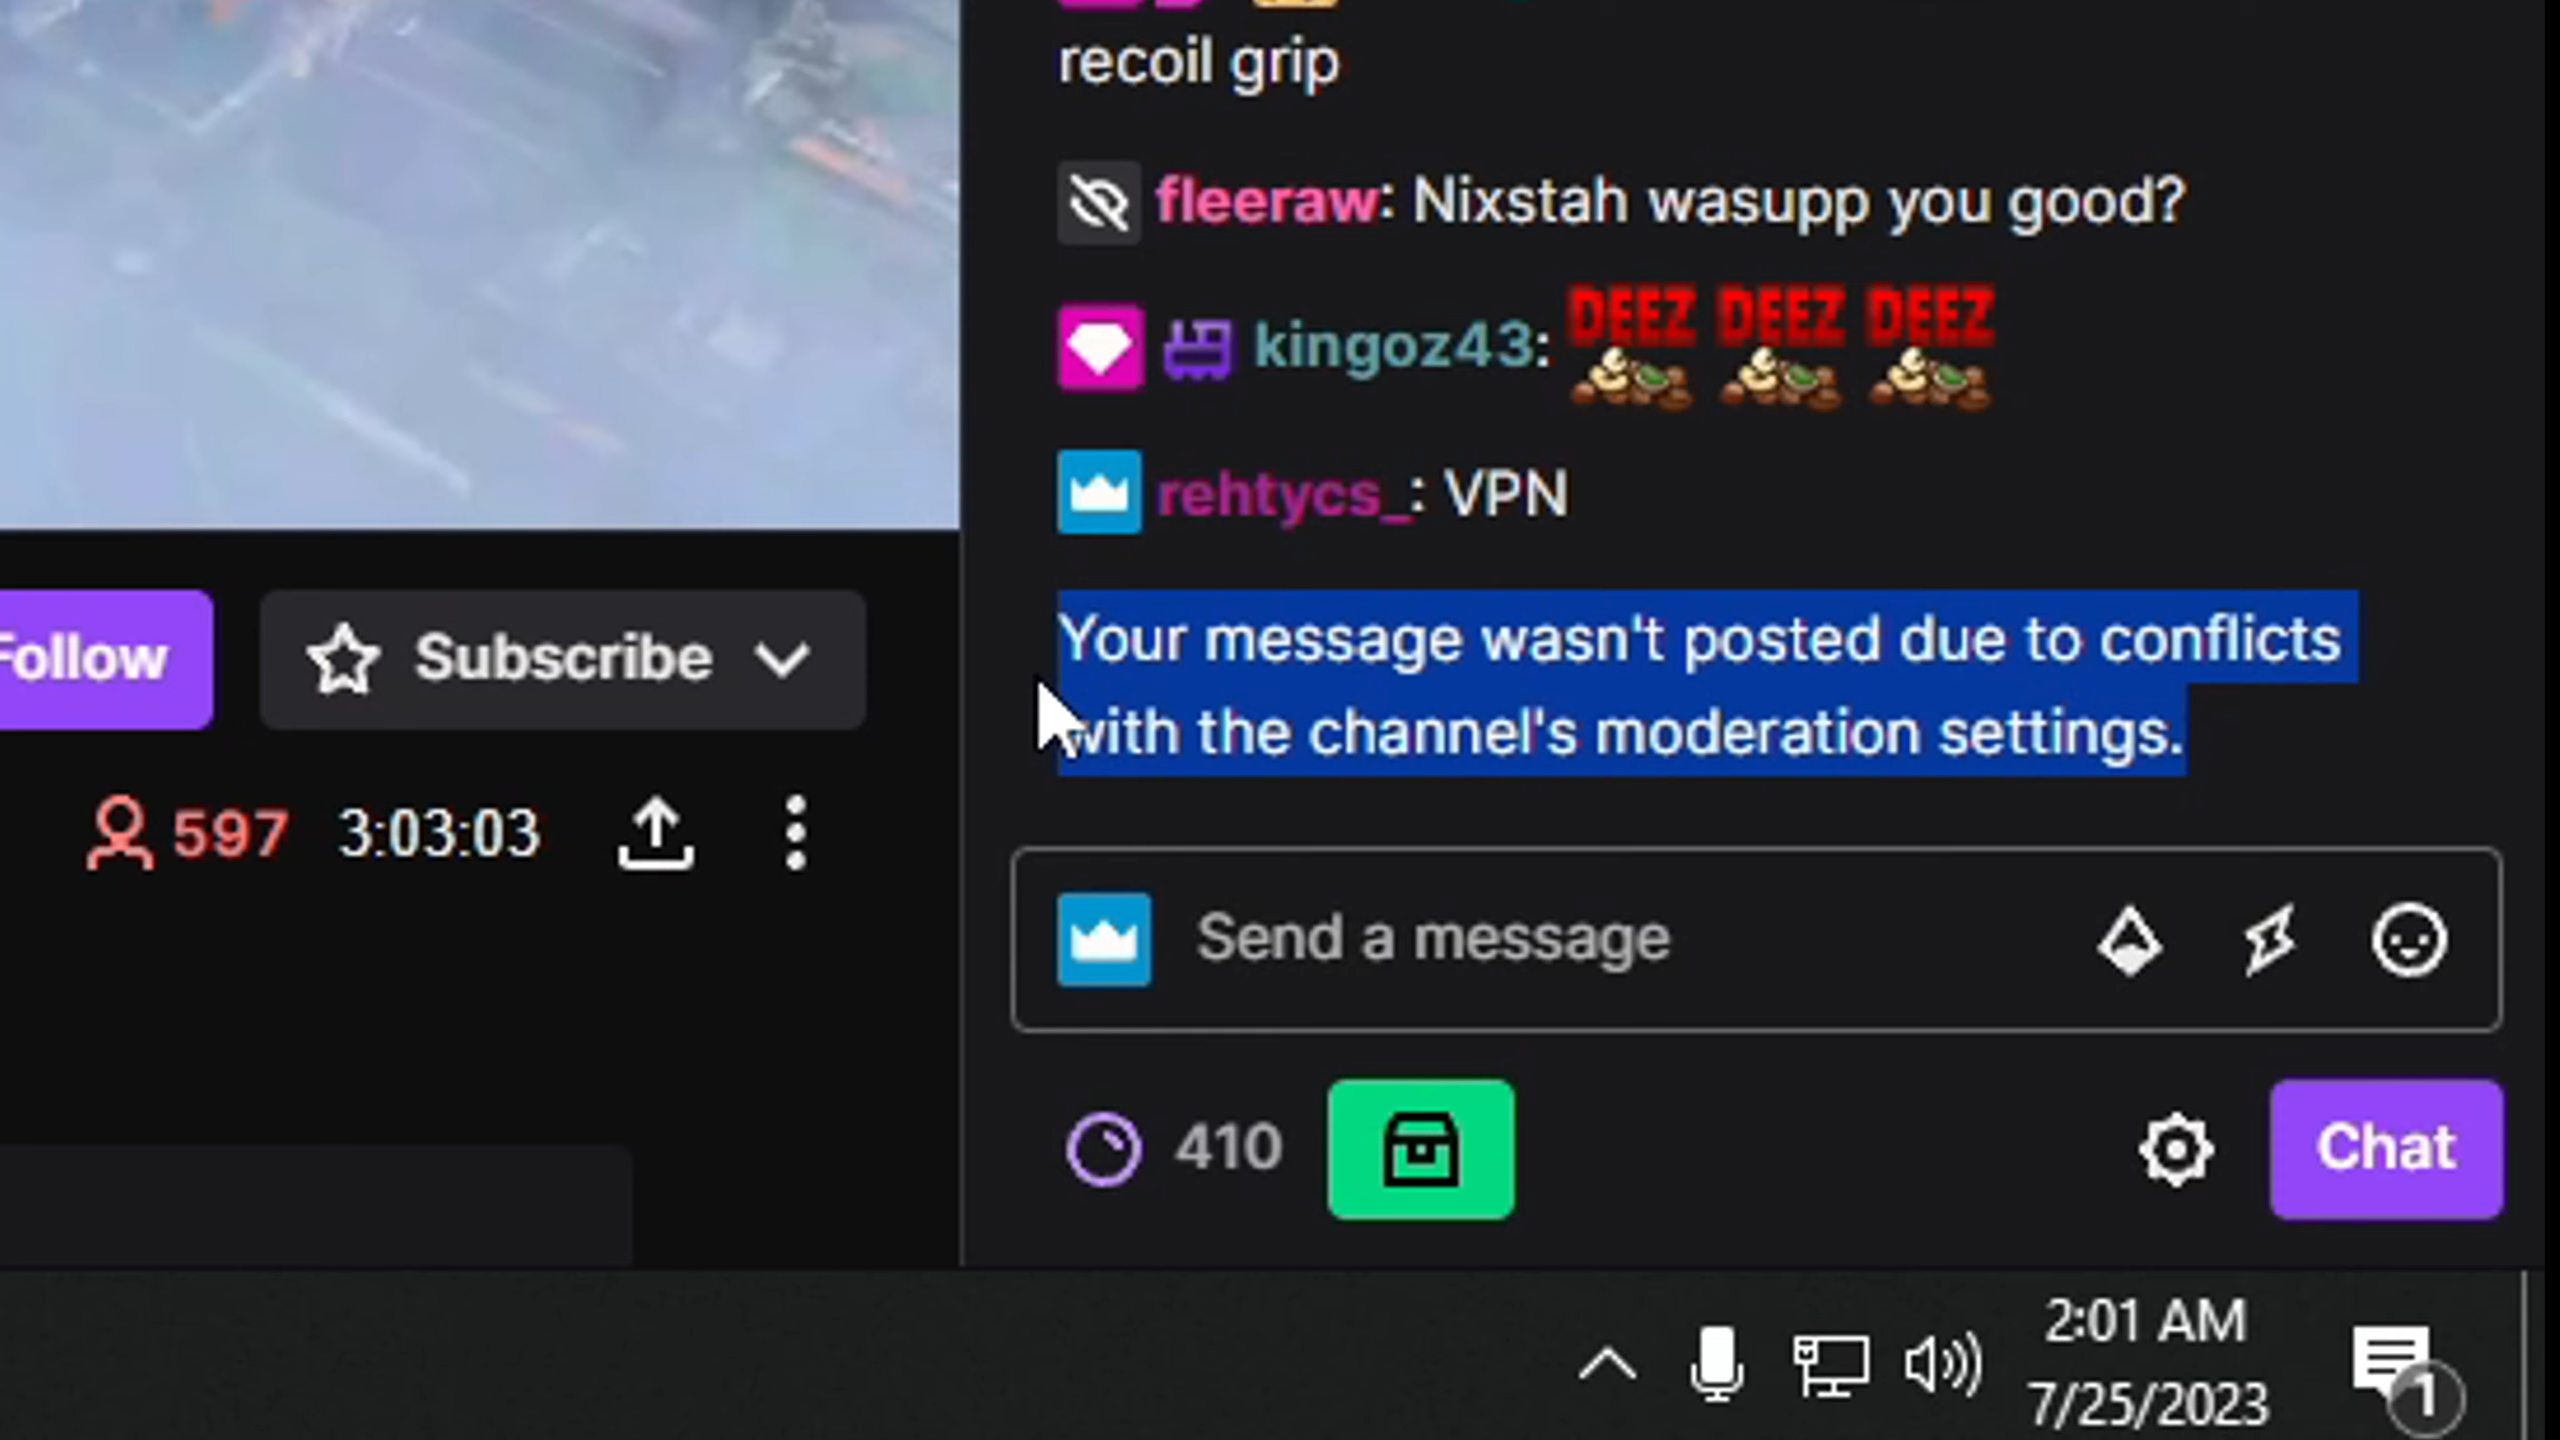 recoil grip
fleeraw: Nixstah wasupp you good?
kingoz43: DEEZ DEEZ DEEZ
rehtycs_: VPN
Your message wasn't posted due to conflicts
with the channel's moderation settings.
Follow
Subscribe
597 3:03:03
Send a message
410
Chat
2:01 AM
7/25/2023
1